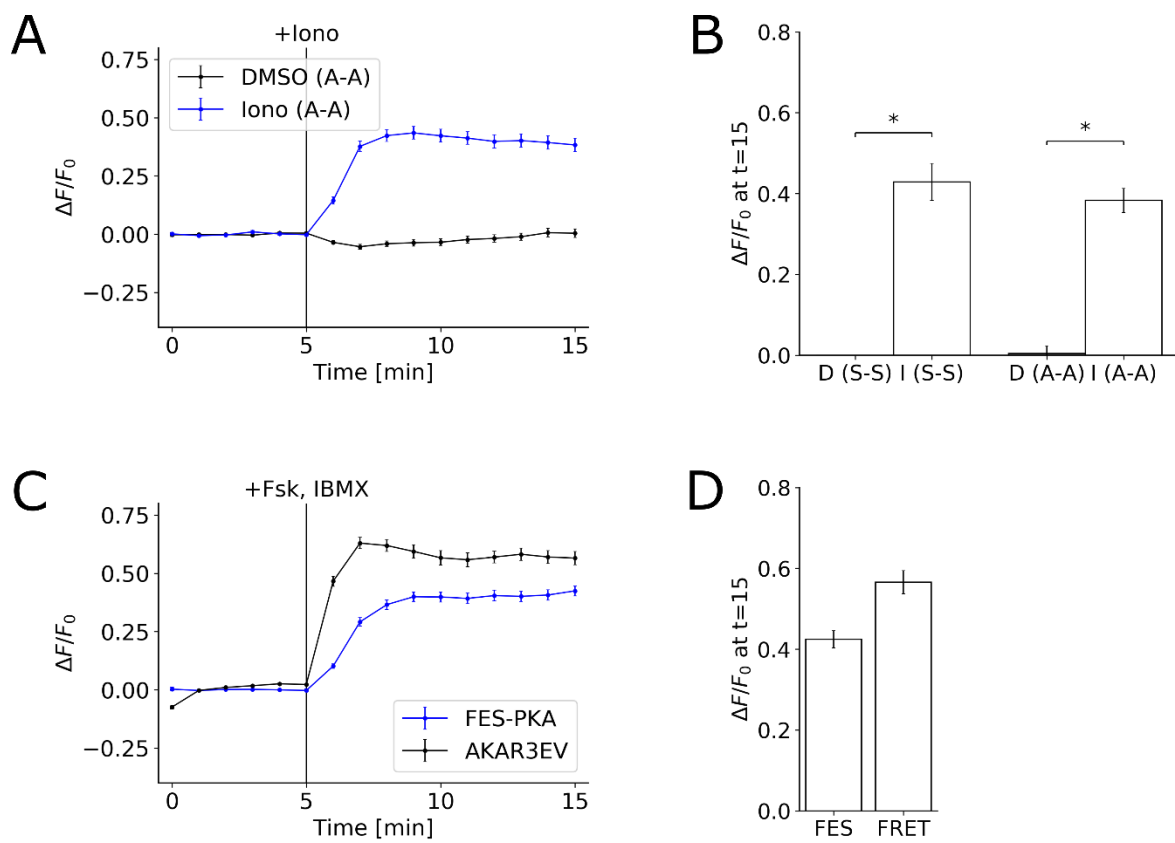 A
+Iono
0.75
0.50
0.25
0.00
−0.25
ΔF/F0
DMSO (A-A)
Iono (A-A)
0 5 10 15
Time [min]
B
0.8
0.6
0.4
0.2
0.0
ΔF/F0 at t=15
* *
D (S-S) I (S-S) D (A-A) I (A-A)
C
+Fsk, IBMX
0.75
0.50
0.25
0.00
−0.25
ΔF/F0
FES-PKA
AKAR3EV
0 5 10 15
Time [min]
D
0.8
0.6
0.4
0.2
0.0
ΔF/F0 at t=15
FES FRET